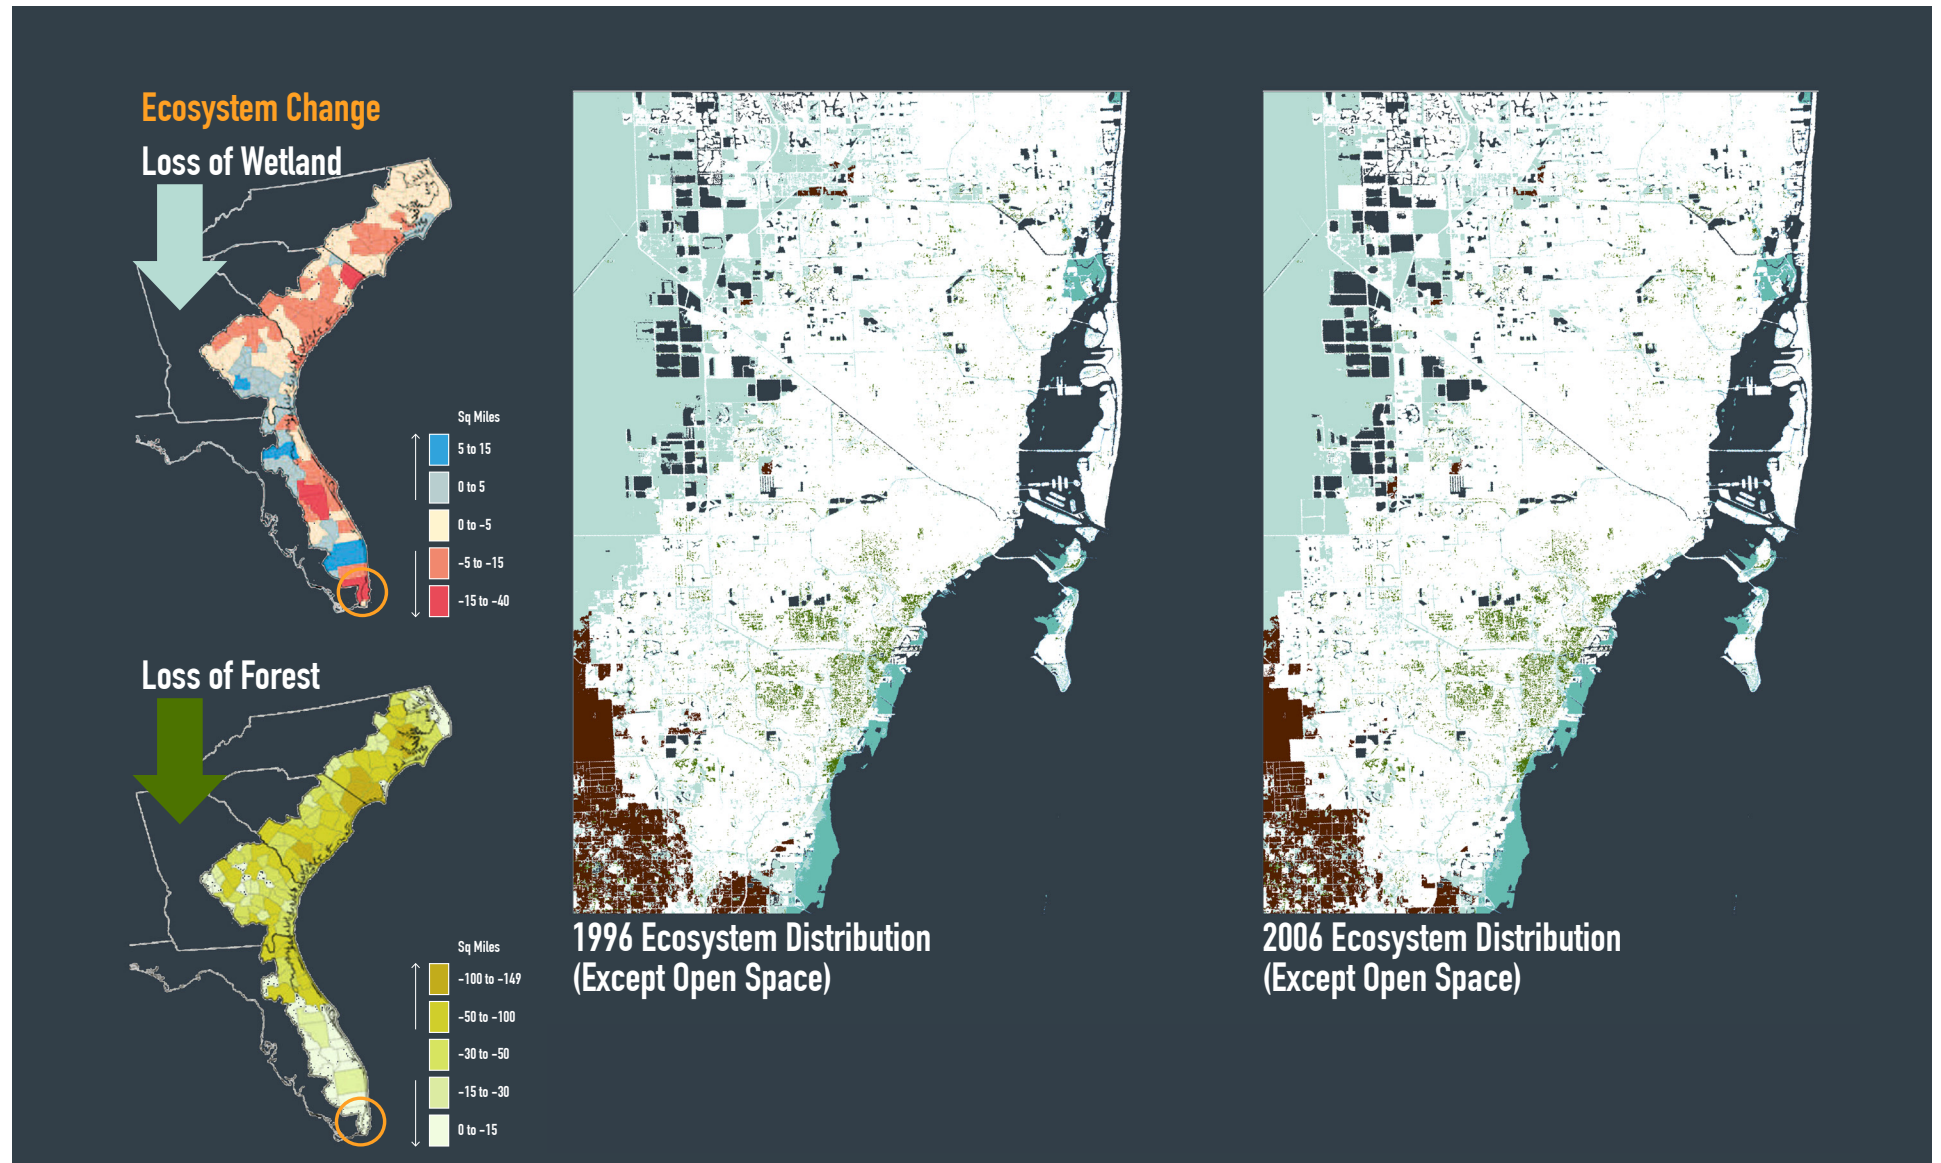 Ecosystem Change
Loss of Wetland
Sq Miles
5 to 15
0 to 5
0 to -5
-5 to -15
-15 to -40
Loss of Forest
Sq Miles
-100 to -149
-50 to -100
-30 to -50
-15 to -30
0 to -15
1996 Ecosystem Distribution
(Except Open Space)
2006 Ecosystem Distribution
(Except Open Space)